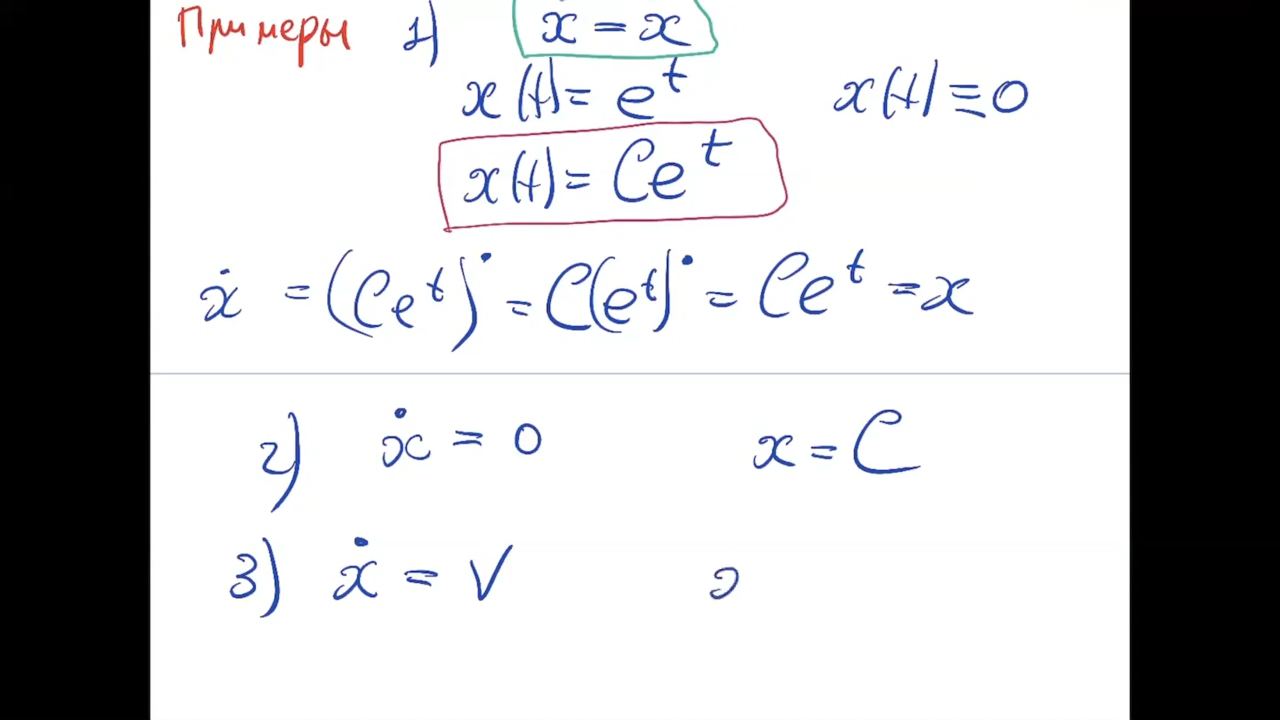 Примеры 1) ẋ = x
x(t) = e^t x(t) ≡ 0
x(t) = Ce^t
ẋ = (Ce^t)˙ = C(e^t)˙ = Ce^t = x
2) ẋ = 0 x = C
3) ẋ = V